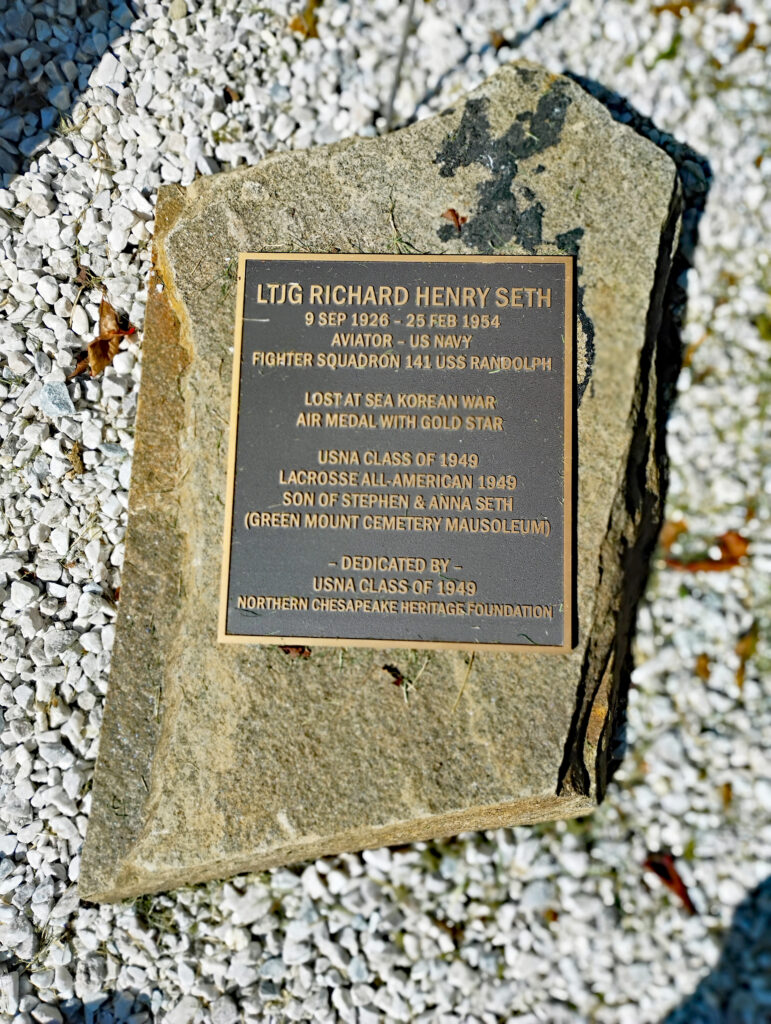 LTJG RICHARD HENRY SETH
9 SEP 1926 – 25 FEB 1954
AVIATOR – US NAVY
FIGHTER SQUADRON 141 USS RANDOLPH
LOST AT SEA KOREAN WAR
AIR MEDAL WITH GOLD STAR
USNA CLASS OF 1949
LACROSSE ALL-AMERICAN 1949
SON OF STEPHEN & ANNA SETH
(GREEN MOUNT CEMETERY MAUSOLEUM)
– DEDICATED BY –
USNA CLASS OF 1949
NORTHERN CHESAPEAKE HERITAGE FOUNDATION